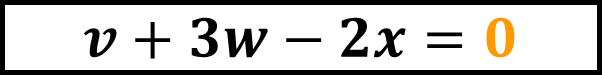 v + 3w − 2x = 0